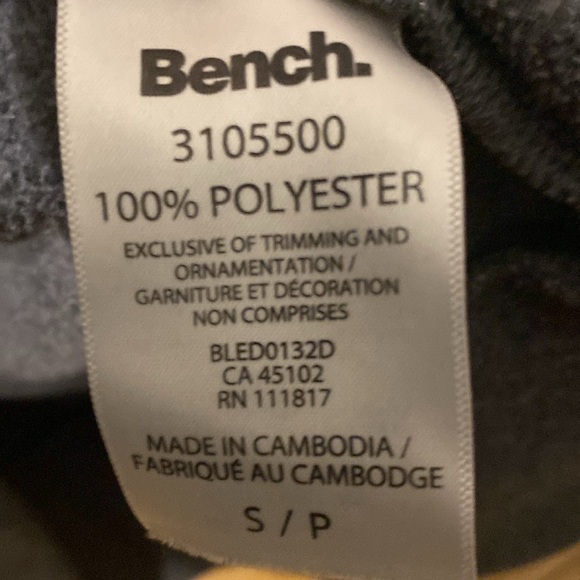 Bench.
3105500
100% POLYESTER
EXCLUSIVE OF TRIMMING AND
ORNAMENTATION /
GARNITURE ET DÉCORATION
NON COMPRISES
BLED0132D
CA 45102
RN 111817
MADE IN CAMBODIA /
FABRIQUÉ AU CAMBODGE
S / P